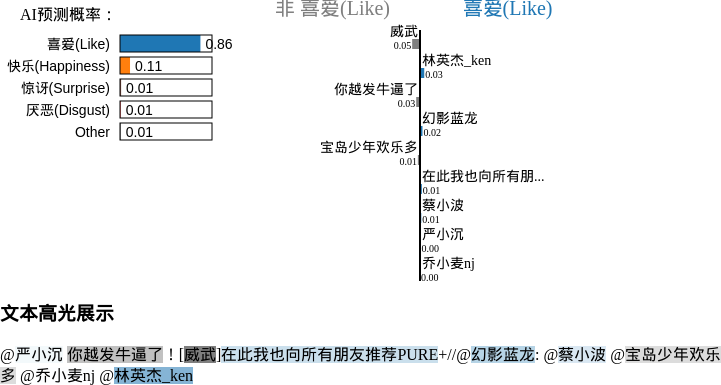 AI预测概率：
喜爱(Like) 0.86
快乐(Happiness) 0.11
惊讶(Surprise) 0.01
厌恶(Disgust) 0.01
Other 0.01
非 喜爱(Like) 喜爱(Like)
威武
0.05
林英杰_ken
0.03
你越发牛逼了
0.03
幻影蓝龙
0.02
宝岛少年欢乐多
0.01
在此我也向所有朋...
0.01
蔡小波
0.01
严小沉
0.00
乔小麦nj
0.00
文本高光展示
@严小沉 你越发牛逼了！[威武]在此我也向所有朋友推荐PURE+//@幻影蓝龙: @蔡小波 @宝岛少年欢乐
多 @乔小麦nj @林英杰_ken